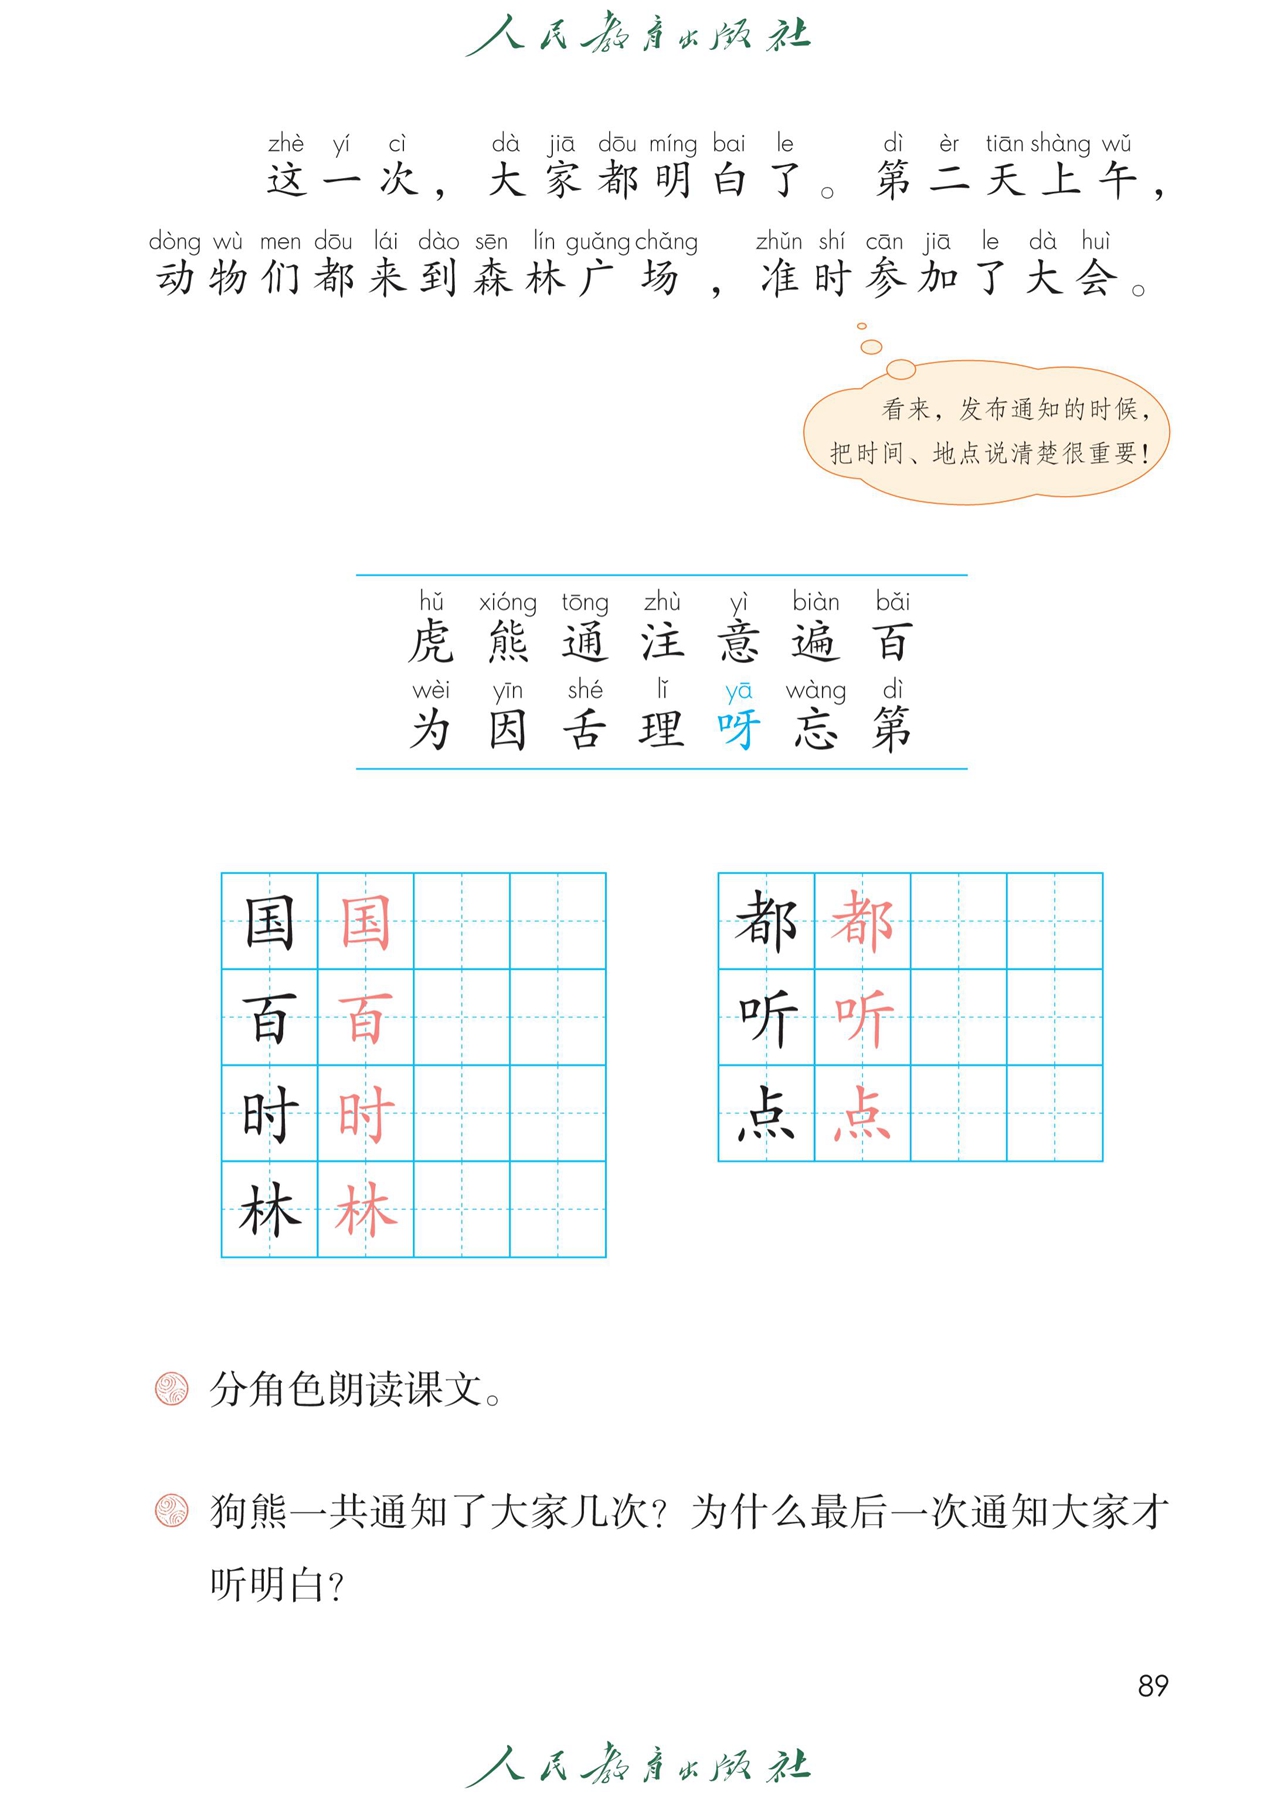 人民教育出版社
zhè yí cì dà jiā dōu míng bai le dì èr tiān shàng wǔ
这一次，大家都明白了。第二天上午，
dòng wù men dōu lái dào sēn lín guǎng chǎng zhǔn shí cān jiā le dà huì
动物们都来到森林广场，准时参加了大会。
看来，发布通知的时候，
把时间、地点说清楚很重要！
hǔ xióng tōng zhù yì biàn bǎi
虎 熊 通 注 意 遍 百
wèi yīn shé lǐ yā wàng dì
为 因 舌 理 呀 忘 第
国 国 都 都
百 百 听 听
时 时 点 点
林 林
分角色朗读课文。
狗熊一共通知了大家几次？为什么最后一次通知大家才
听明白？
89
人民教育出版社